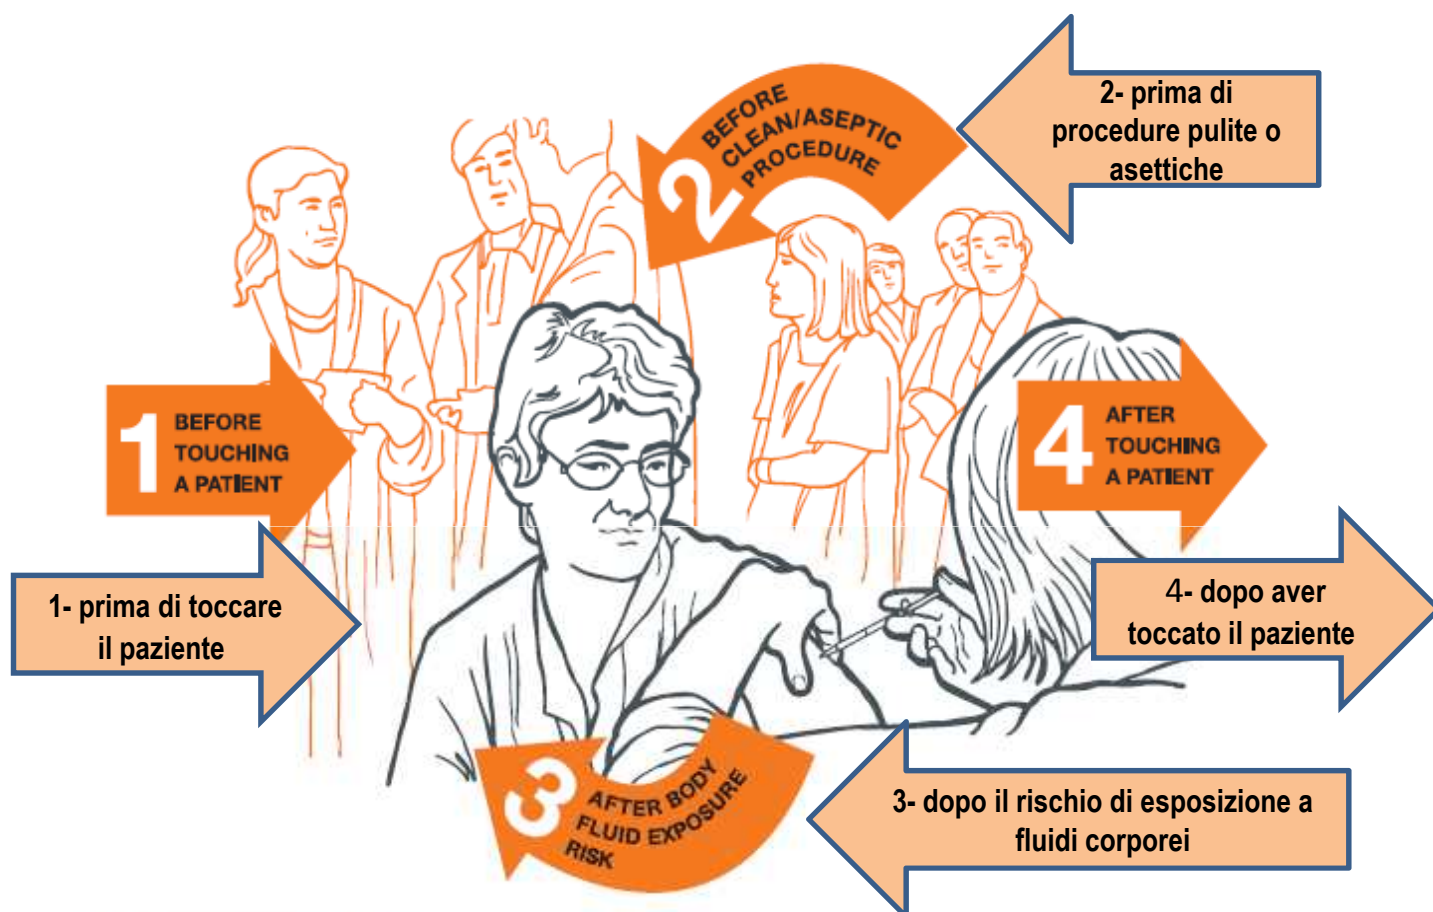 2- prima di
procedure pulite o
asettiche
2
BEFORE
CLEAN/ASEPTIC
PROCEDURE
1
BEFORE
TOUCHING
A PATIENT
4
AFTER
TOUCHING
A PATIENT
1- prima di toccare
il paziente
4- dopo aver
toccato il paziente
3
AFTER BODY
FLUID EXPOSURE
RISK
3- dopo il rischio di esposizione a
fluidi corporei